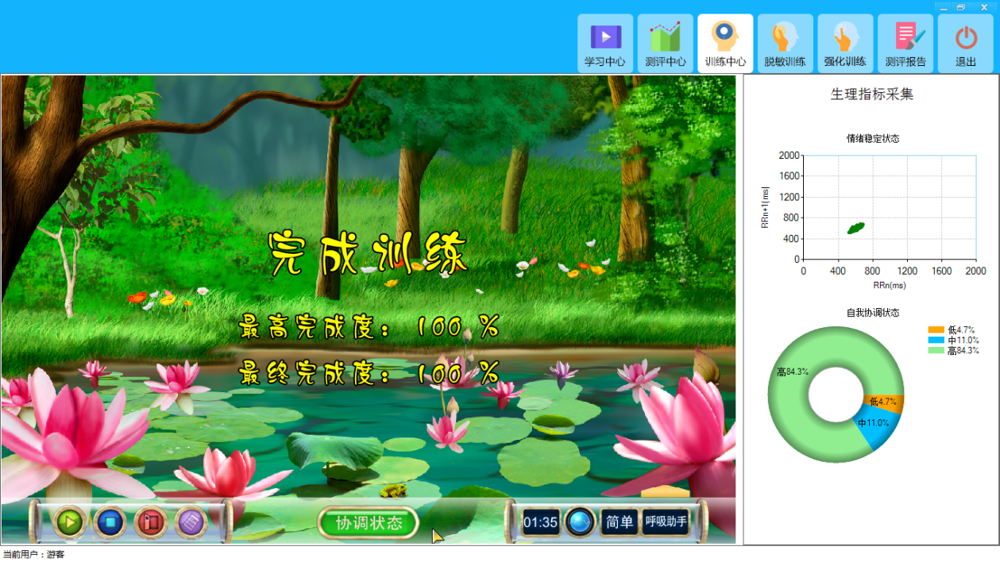 学习中心
测评中心
训练中心
脱敏训练
强化训练
测评报告
退出
完成训练
最高完成度： 100 %
最终完成度： 100 %
协调状态
01:35
简单
呼吸助手
生理指标采集
情绪稳定状态
2000
1600
1200
800
400
0
RRn+1(ms)
0 400 800 1200 1600 2000
RRn(ms)
自我协调状态
低4.7%
中11.0%
高84.3%
高84.3%
低4.7%
中11.0%
当前用户：游客